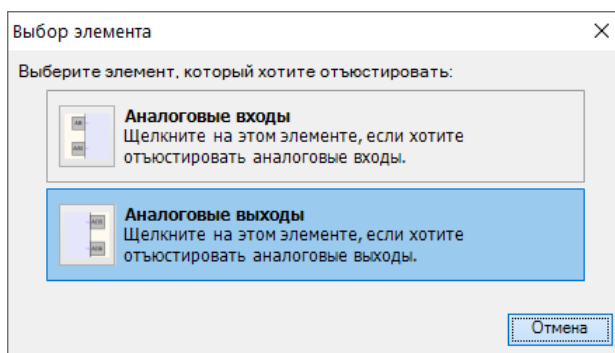 Выбор элемента
Выберите элемент, который хотите отъюстировать:
Аналоговые входы
Щелкните на этом элементе, если хотите
отъюстировать аналоговые входы.
Аналоговые выходы
Щелкните на этом элементе, если хотите
отъюстировать аналоговые выходы.
Отмена